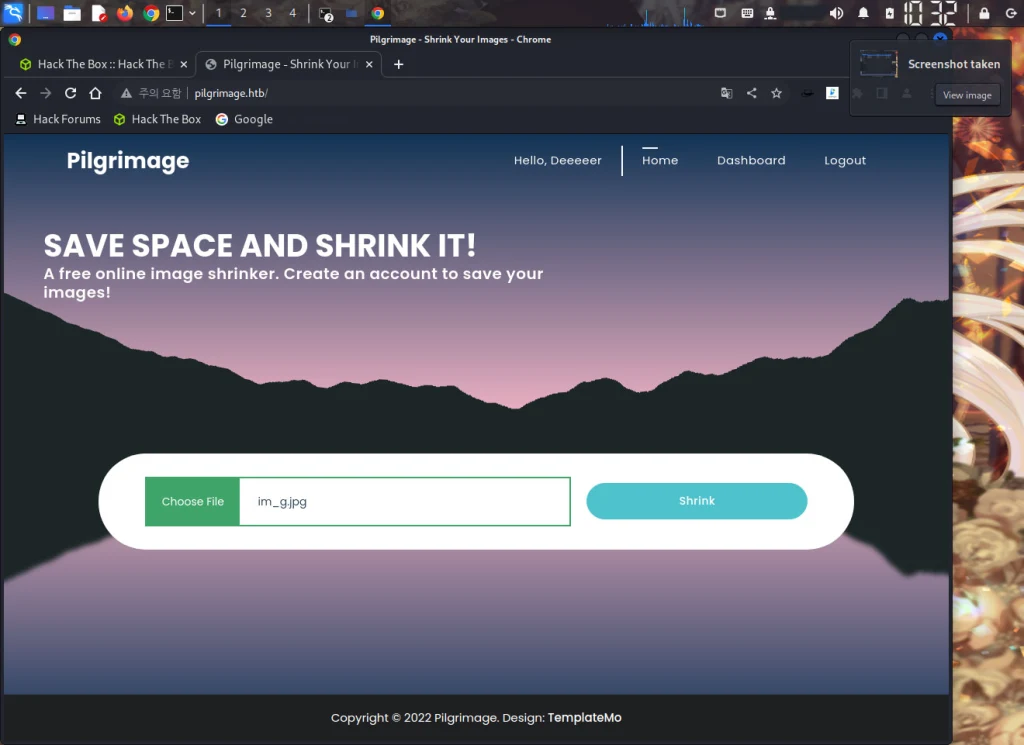 1 2 3 4
2
10 32
Pilgrimage - Shrink Your Images - Chrome
Hack The Box :: Hack The B
Pilgrimage - Shrink Your I
Screenshot taken
주의 요함
pilgrimage.htb/
View image
Hack Forums
Hack The Box
Google
Pilgrimage
Hello, Deeeeer
Home
Dashboard
Logout
SAVE SPACE AND SHRINK IT!
A free online image shrinker. Create an account to save your
images!
Choose File
im_g.jpg
Shrink
Copyright © 2022 Pilgrimage. Design: TemplateMo